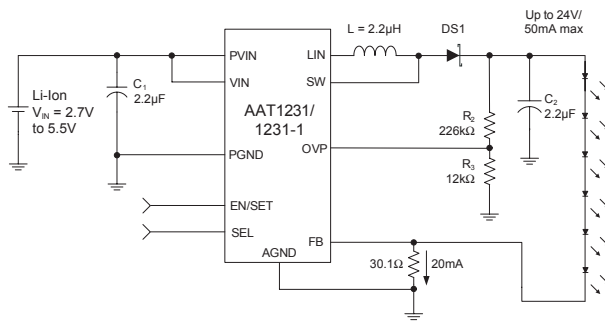 L = 2.2µH
DS1
Up to 24V/
50mA max
PVIN
LIN
VIN
SW
C1
2.2µF
Li-Ion
VIN = 2.7V
to 5.5V
AAT1231/
1231-1
R2
226kΩ
C2
2.2µF
PGND
OVP
R3
12kΩ
EN/SET
SEL
FB
AGND
30.1Ω
20mA